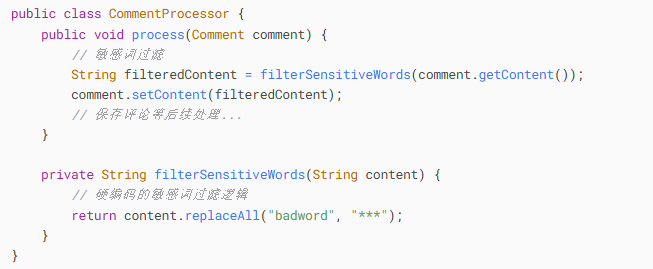 public class CommentProcessor {
    public void process(Comment comment) {
        // 敏感词过滤
        String filteredContent = filterSensitiveWords(comment.getContent());
        comment.setContent(filteredContent);
        // 保存评论等后续处理...
    }

    private String filterSensitiveWords(String content) {
        // 硬编码的敏感词过滤逻辑
        return content.replaceAll("badword", "***");
    }
}